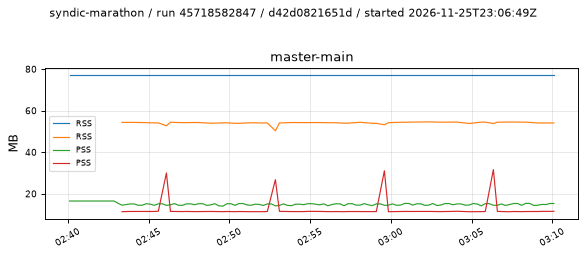 syndic-marathon / run 45718582847 / d42d0821651d / started 2026-11-25T23:06:49Z
master-main
MB
80
60
40
20
RSS
RSS
PSS
PSS
02:40
02:45
02:50
02:55
03:00
03:05
03:10